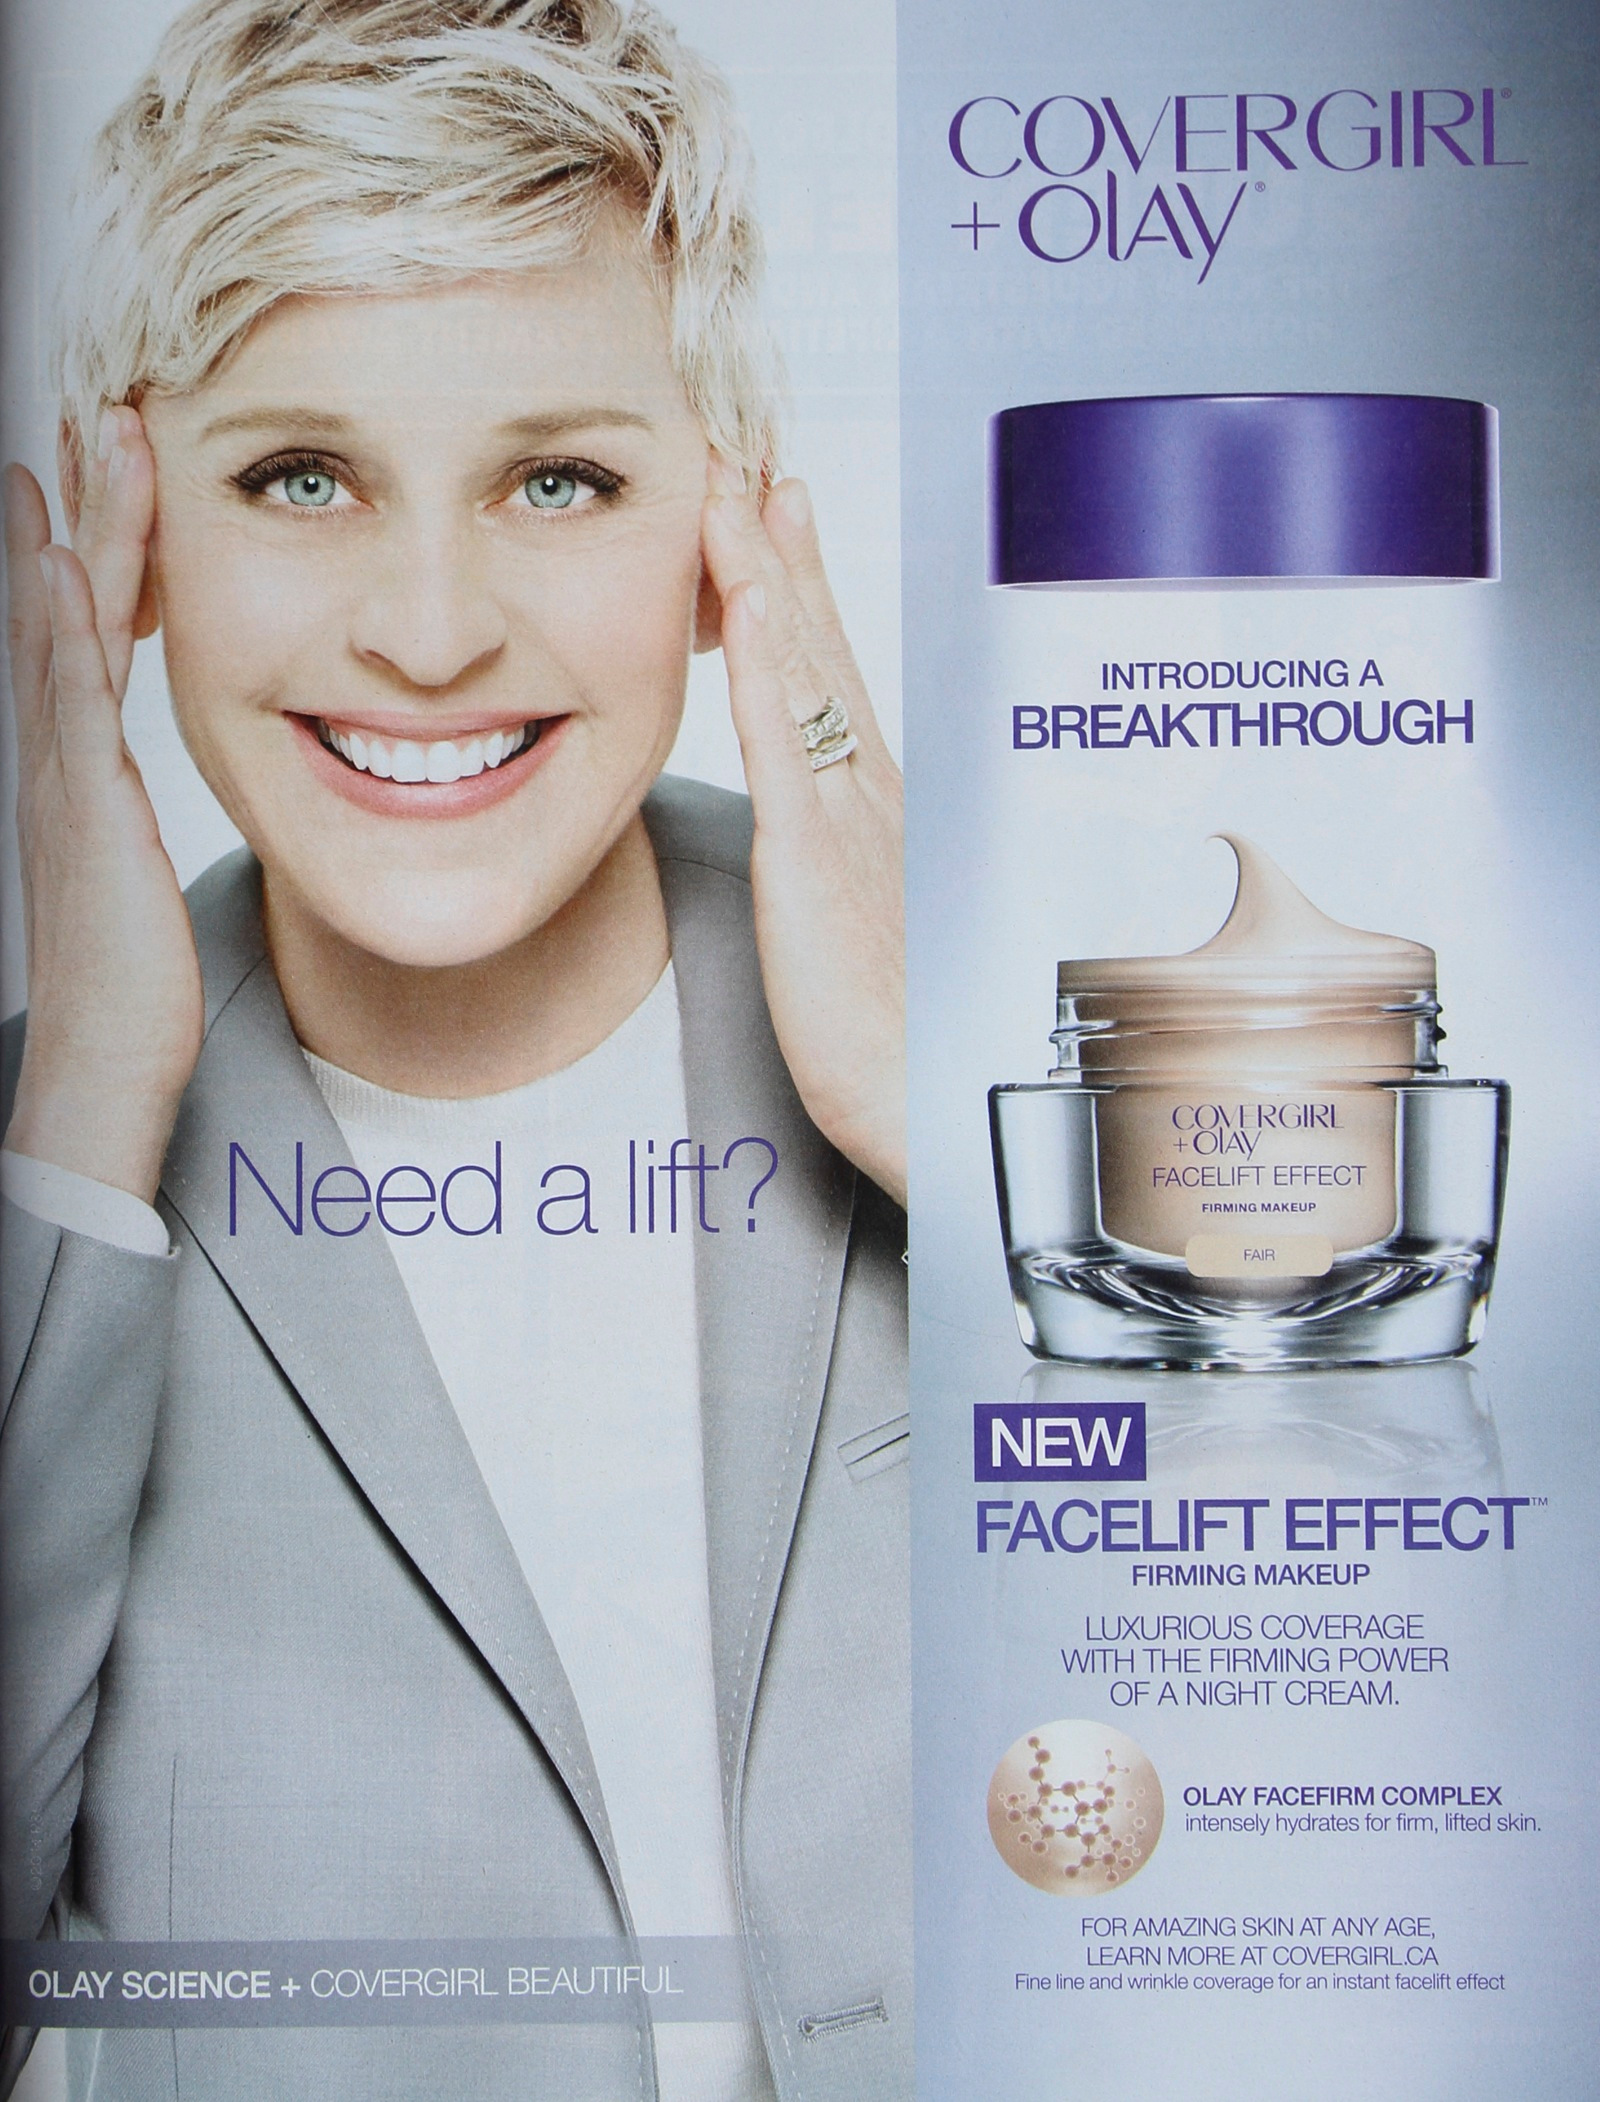 COVERGIRL®
+ OLAY®
INTRODUCING A
BREAKTHROUGH
COVERGIRL
+ OLAY
FACELIFT EFFECT
FIRMING MAKEUP
FAIR
Need a lift?
NEW
FACELIFT EFFECT™
FIRMING MAKEUP
LUXURIOUS COVERAGE
WITH THE FIRMING POWER
OF A NIGHT CREAM.
OLAY FACEFIRM COMPLEX
intensely hydrates for firm, lifted skin.
FOR AMAZING SKIN AT ANY AGE,
LEARN MORE AT COVERGIRL.CA
Fine line and wrinkle coverage for an instant facelift effect
OLAY SCIENCE + COVERGIRL BEAUTIFUL